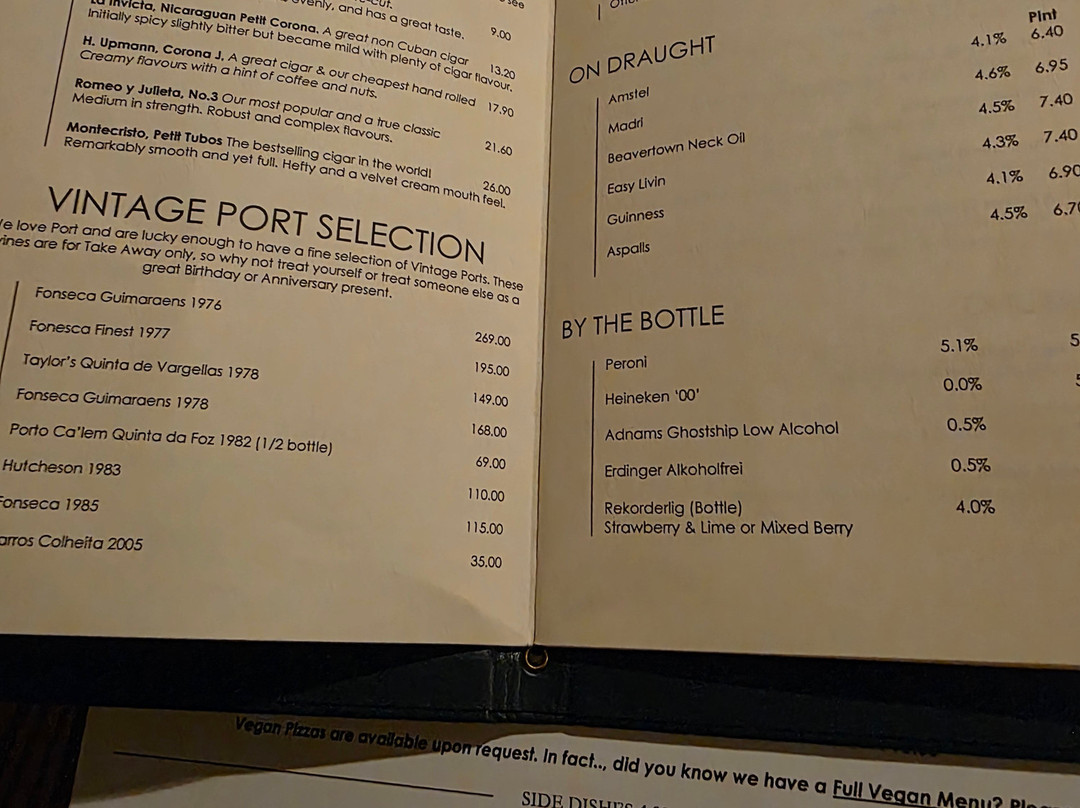 -cut.
see
evenly, and has a great taste.
9.00
La Invicta, Nicaraguan Petit Corona. A great non Cuban cigar
Initially spicy slightly bitter but became mild with plenty of cigar flavour.
13.20
H. Upmann, Corona J, A great cigar & our cheapest hand rolled
Creamy flavours with a hint of coffee and nuts.
17.90
Romeo y Julieta, No.3 Our most popular and a true classic
Medium in strength. Robust and complex flavours.
21.60
Montecristo, Petit Tubos The bestselling cigar in the world!
Remarkably smooth and yet full. Hefty and a velvet cream mouth feel.
26.00
VINTAGE PORT SELECTION
We love Port and are lucky enough to have a fine selection of Vintage Ports. These
wines are for Take Away only, so why not treat yourself or treat someone else as a
great Birthday or Anniversary present.
Fonseca Guimaraens 1976 269.00
Fonesca Finest 1977 195.00
Taylor's Quinta de Vargellas 1978 149.00
Fonseca Guimaraens 1978 168.00
Porto Ca'lem Quinta da Foz 1982 (1/2 bottle) 69.00
Hutcheson 1983 110.00
Fonseca 1985 115.00
arros Colheita 2005 35.00
ON DRAUGHT
Pint
Amstel 4.1% 6.40
Madri 4.6% 6.95
Beavertown Neck Oil 4.5% 7.40
Easy Livin 4.3% 7.40
Guinness 4.1% 6.90
Aspalls 4.5% 6.70
BY THE BOTTLE
Peroni 5.1% 5
Heineken '00' 0.0% 5
Adnams Ghostship Low Alcohol 0.5%
Erdinger Alkoholfrei 0.5%
Rekorderlig (Bottle) 4.0%
Strawberry & Lime or Mixed Berry
Vegan Pizzas are available upon request. In fact.., did you know we have a Full Vegan Menu?
SIDE DISHES